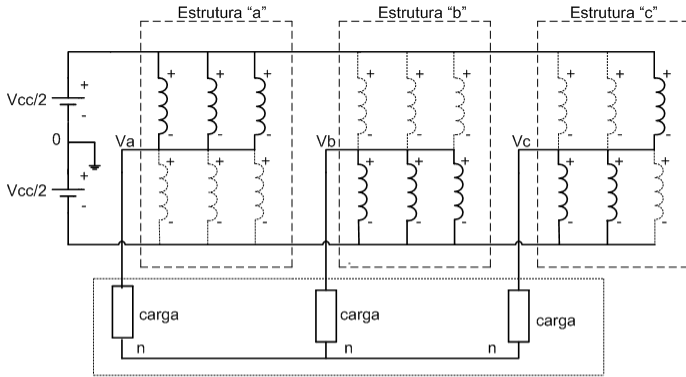 Estrutura "a"
Estrutura "b"
Estrutura "c"
+ + + + + + + + + +
Vcc/2
- - - - - - - - - -
0
Va
Vb
Vc
+ + + + + + + + + +
Vcc/2
- - - - - - - - - -
carga
carga
carga
n
n
n